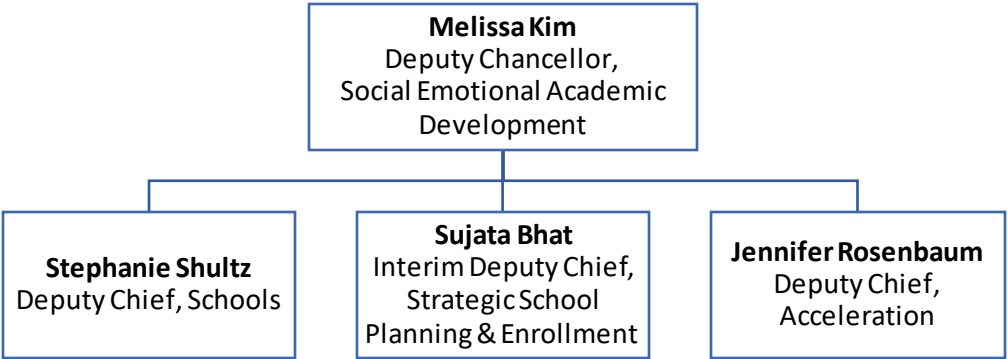 Melissa Kim
Deputy Chancellor,
Social Emotional Academic
Development
Stephanie Shultz
Deputy Chief, Schools
Sujata Bhat
Interim Deputy Chief,
Strategic School
Planning & Enrollment
Jennifer Rosenbaum
Deputy Chief,
Acceleration